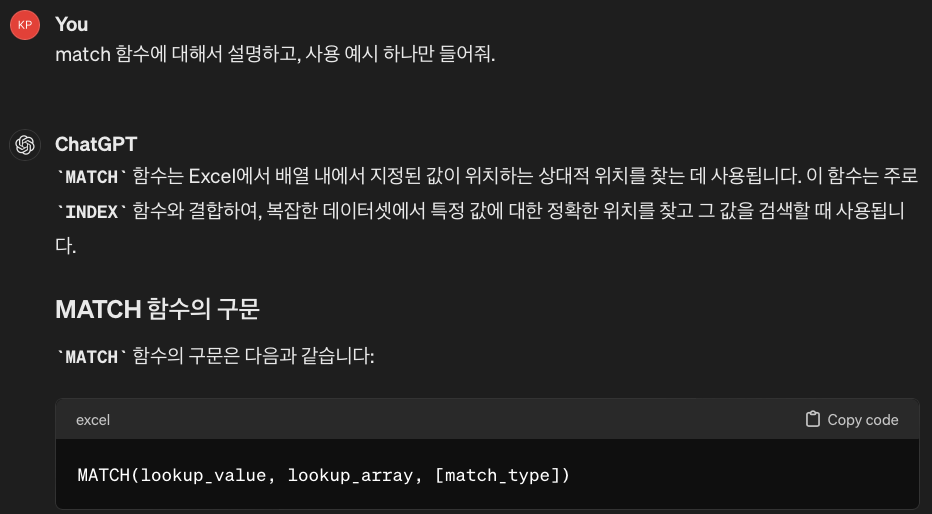 KP
You
match 함수에 대해서 설명하고, 사용 예시 하나만 들어줘.
ChatGPT
`MATCH` 함수는 Excel에서 배열 내에서 지정된 값이 위치하는 상대적 위치를 찾는 데 사용됩니다. 이 함수는 주로
`INDEX` 함수와 결합하여, 복잡한 데이터셋에서 특정 값에 대한 정확한 위치를 찾고 그 값을 검색할 때 사용됩니
다.
MATCH 함수의 구문
`MATCH` 함수의 구문은 다음과 같습니다:
excel Copy code
MATCH(lookup_value, lookup_array, [match_type])